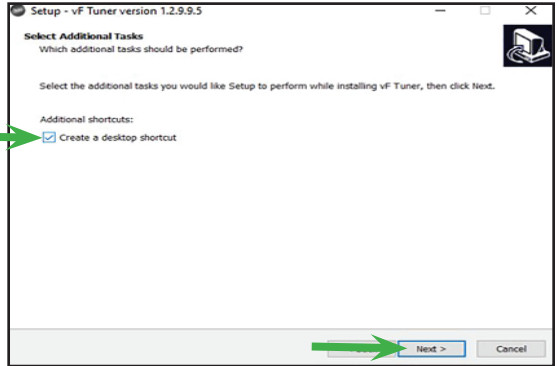 Setup - vF Tuner version 1.2.9.9.5
Select Additional Tasks
Which additional tasks should be performed?
Select the additional tasks you would like Setup to perform while installing vF Tuner, then click Next.
Additional shortcuts:
Create a desktop shortcut
Next >
Cancel